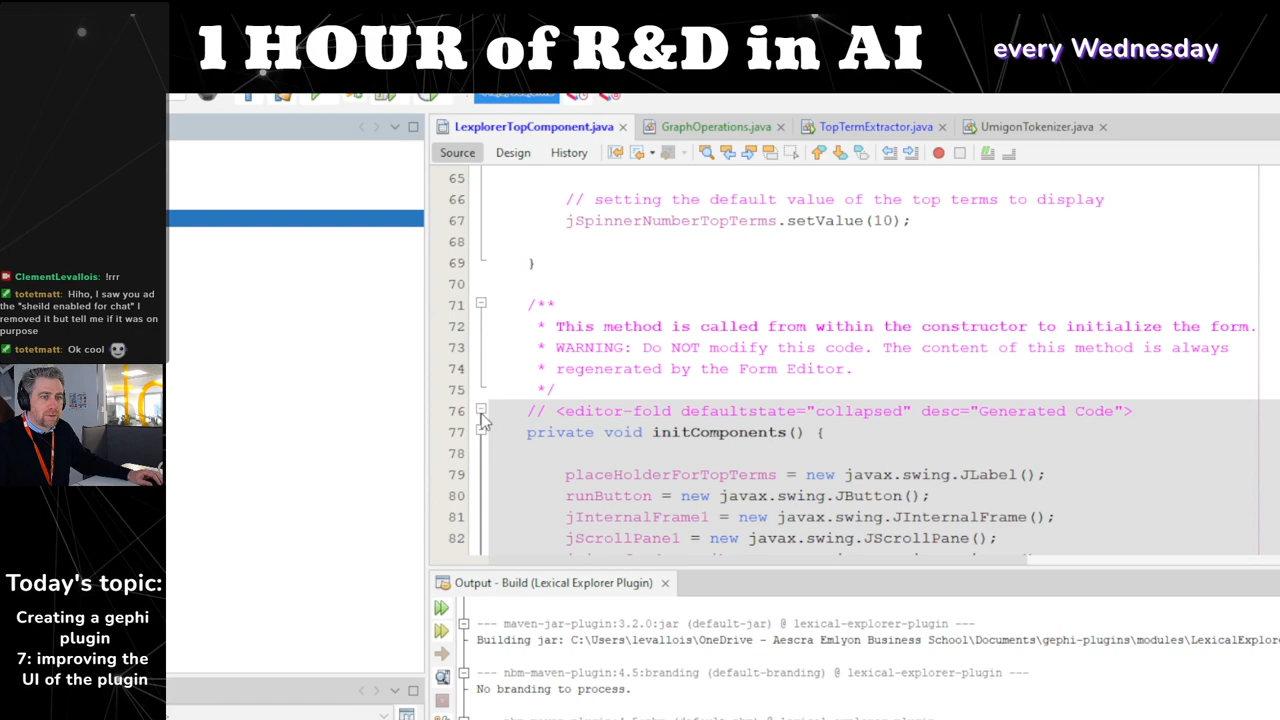 1 HOUR of R&D in AI
every Wednesday
LexplorerTopComponent.java
GraphOperations.java
TopTermExtractor.java
UmigonTokenizer.java
Source
Design
History
65
66 // setting the default value of the top terms to display
67 jSpinnerNumberTopTerms.setValue(10);
68
69 }
70
71 /**
72 * This method is called from within the constructor to initialize the form.
73 * WARNING: Do NOT modify this code. The content of this method is always
74 * regenerated by the Form Editor.
75 */
76 // <editor-fold defaultstate="collapsed" desc="Generated Code">
77 private void initComponents() {
78
79 placeHolderForTopTerms = new javax.swing.JLabel();
80 runButton = new javax.swing.JButton();
81 jInternalFrame1 = new javax.swing.JInternalFrame();
82 jScrollPane1 = new javax.swing.JScrollPane();
ClementLevallois: !rrr
totetmatt: Hiho, I saw you ad
the "sheild enabled for chat" I
removed it but tell me if it was on
purpose
totetmatt: Ok cool
Today's topic:
Creating a gephi
plugin
7: improving the
UI of the plugin
Output - Build (Lexical Explorer Plugin)
--- maven-jar-plugin:3.2.0:jar (default-jar) @ lexical-explorer-plugin ---
Building jar: C:\Users\levallois\OneDrive - Aescra Emlyon Business School\Documents\gephi-plugins\modules\LexicalExplor
--- nbm-maven-plugin:4.5:branding (default-branding) @ lexical-explorer-plugin ---
No branding to process.